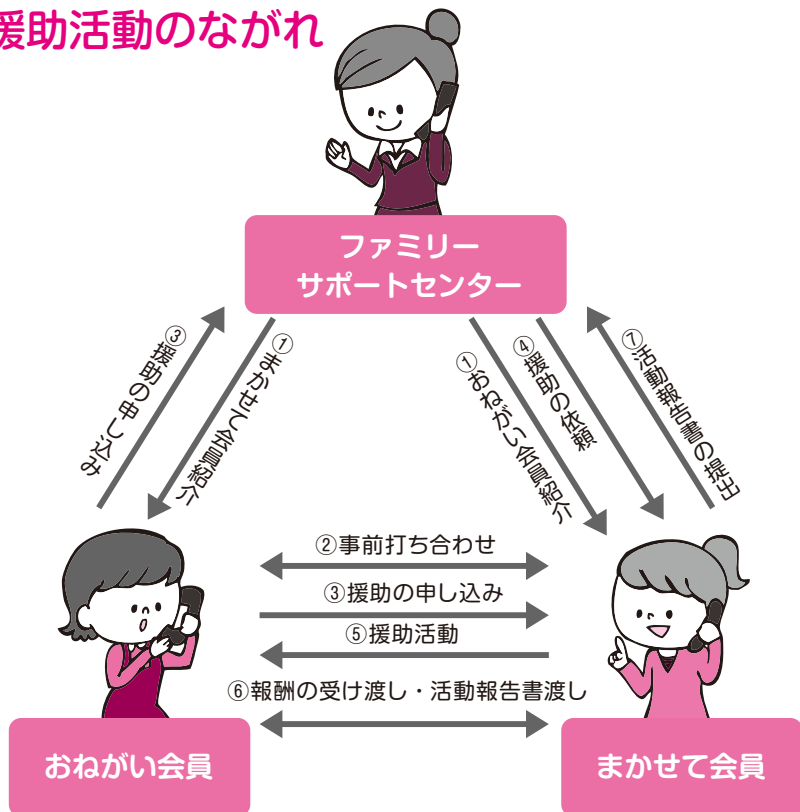 援助活動のながれ
ファミリー
サポートセンター
③援助の申し込み
①まかせて会員紹介
①おねがい会員紹介
④援助の依頼
⑦活動報告書の提出
②事前打ち合わせ
③援助の申し込み
⑤援助活動
⑥報酬の受け渡し・活動報告書渡し
おねがい会員
まかせて会員